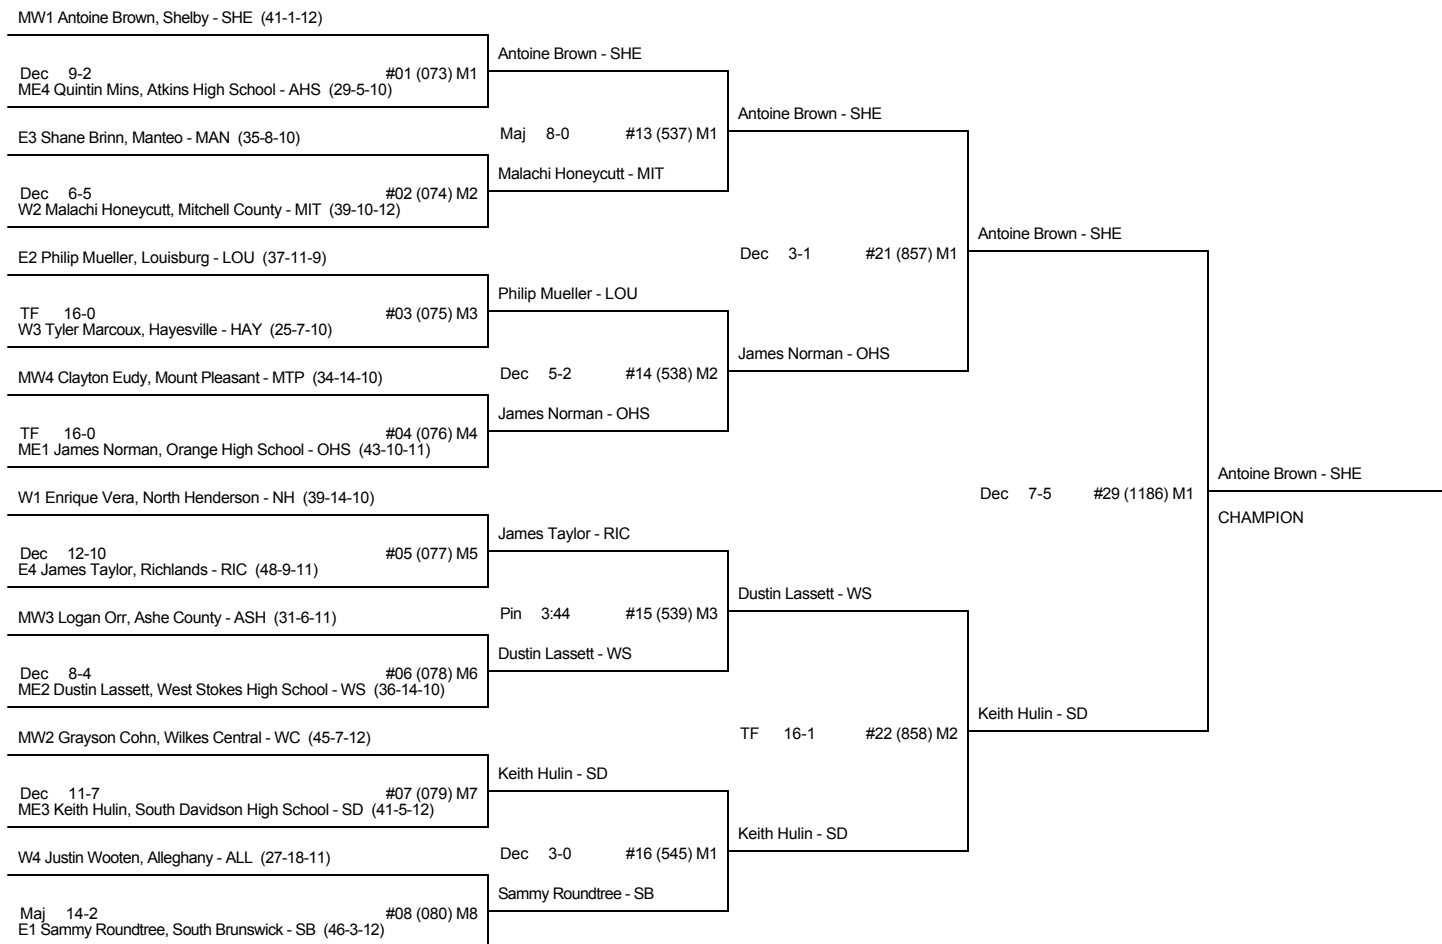 MW1 Antoine Brown, Shelby - SHE (41-1-12)
Dec 9-2 #01 (073) M1
ME4 Quintin Mins, Atkins High School - AHS (29-5-10)
E3 Shane Brinn, Manteo - MAN (35-8-10)
Dec 6-5 #02 (074) M2
W2 Malachi Honeycutt, Mitchell County - MIT (39-10-12)
E2 Philip Mueller, Louisburg - LOU (37-11-9)
TF 16-0 #03 (075) M3
W3 Tyler Marcoux, Hayesville - HAY (25-7-10)
MW4 Clayton Eudy, Mount Pleasant - MTP (34-14-10)
TF 16-0 #04 (076) M4
ME1 James Norman, Orange High School - OHS (43-10-11)
W1 Enrique Vera, North Henderson - NH (39-14-10)
Dec 12-10 #05 (077) M5
E4 James Taylor, Richlands - RIC (48-9-11)
MW3 Logan Orr, Ashe County - ASH (31-6-11)
Dec 8-4 #06 (078) M6
ME2 Dustin Lassett, West Stokes High School - WS (36-14-10)
MW2 Grayson Cohn, Wilkes Central - WC (45-7-12)
Dec 11-7 #07 (079) M7
ME3 Keith Hulin, South Davidson High School - SD (41-5-12)
W4 Justin Wooten, Alleghany - ALL (27-18-11)
Maj 14-2 #08 (080) M8
E1 Sammy Roundtree, South Brunswick - SB (46-3-12)
Antoine Brown - SHE
Maj 8-0 #13 (537) M1
Malachi Honeycutt - MIT
Philip Mueller - LOU
Dec 5-2 #14 (538) M2
James Norman - OHS
James Taylor - RIC
Pin 3:44 #15 (539) M3
Dustin Lassett - WS
Keith Hulin - SD
Dec 3-0 #16 (545) M1
Sammy Roundtree - SB
Antoine Brown - SHE
Dec 3-1 #21 (857) M1
James Norman - OHS
Dustin Lassett - WS
TF 16-1 #22 (858) M2
Keith Hulin - SD
Antoine Brown - SHE
Dec 7-5 #29 (1186) M1
Keith Hulin - SD
Antoine Brown - SHE
CHAMPION